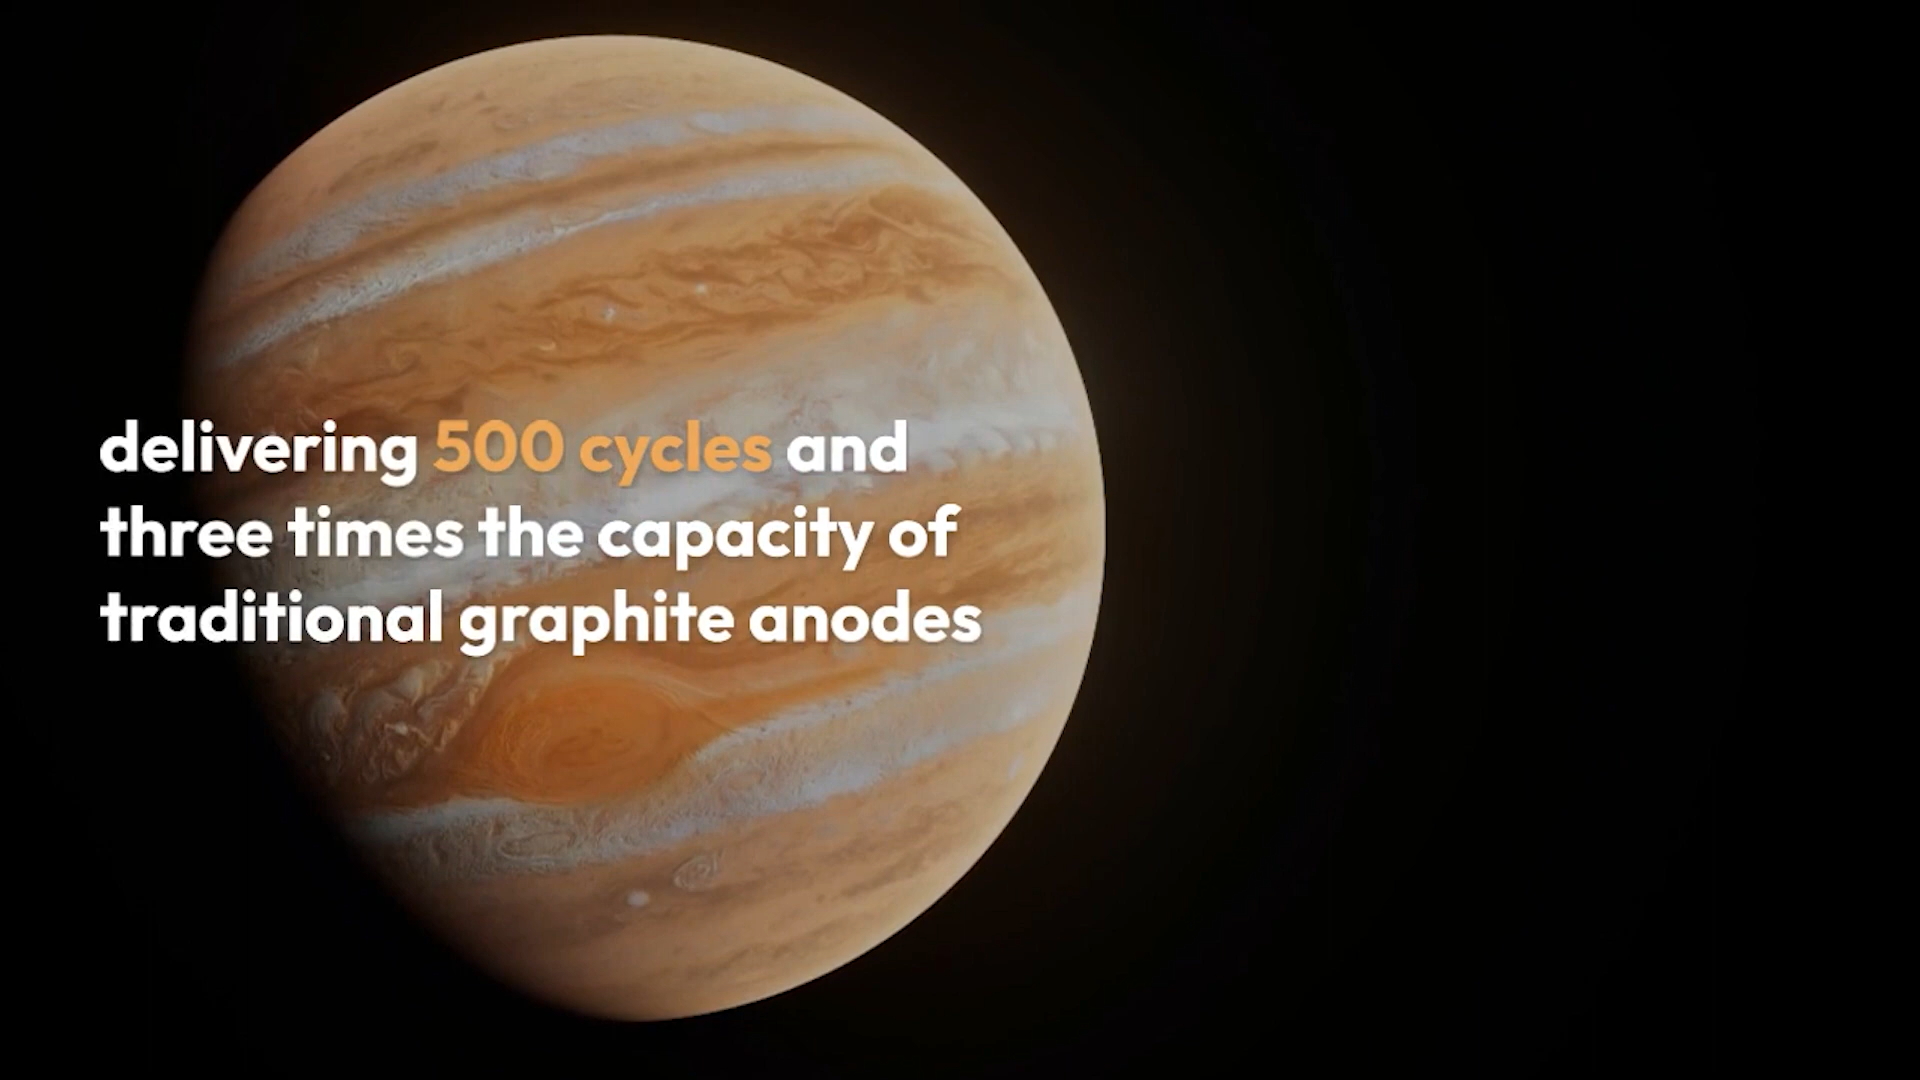 delivering 500 cycles and
three times the capacity of
traditional graphite anodes